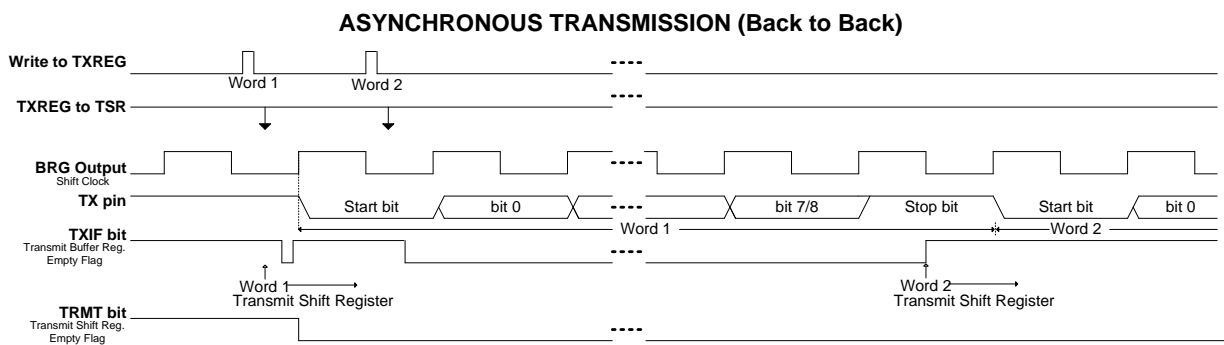 ASYNCHRONOUS TRANSMISSION (Back to Back)
Write to TXREG
Word 1
Word 2
TXREG to TSR
BRG Output
Shift Clock
TX pin
Start bit
bit 0
bit 7/8
Stop bit
Start bit
bit 0
Word 1
Word 2
TXIF bit
Transmit Buffer Reg.
Empty Flag
Word 1
Transmit Shift Register
Word 2
Transmit Shift Register
TRMT bit
Transmit Shift Reg.
Empty Flag